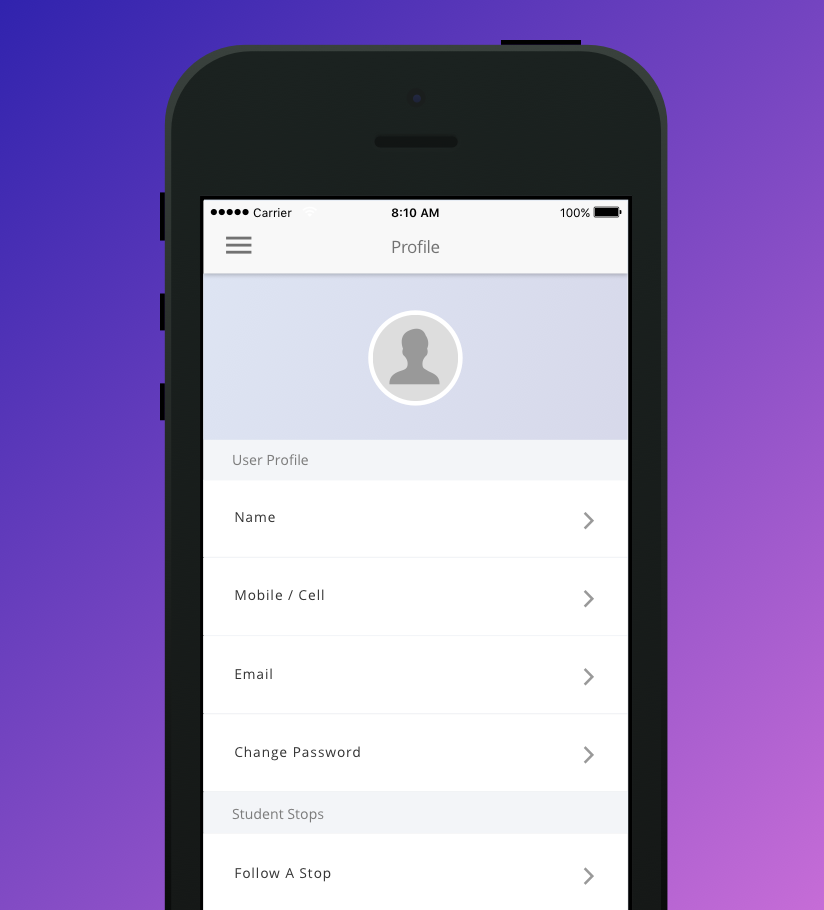 Carrier 8:10 AM 100%
Profile
User Profile
Name
Mobile / Cell
Email
Change Password
Student Stops
Follow A Stop